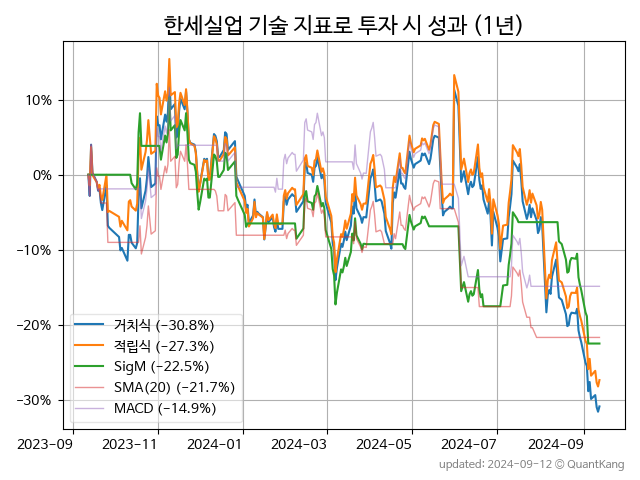 한세실업 기술 지표로 투자 시 성과 (1년)
10%
0%
−10%
−20%
−30%
거치식 (−30.8%)
적립식 (−27.3%)
SigM (−22.5%)
SMA(20) (−21.7%)
MACD (−14.9%)
2023-09 2023-11 2024-01 2024-03 2024-05 2024-07 2024-09
updated: 2024-09-12 © QuantKang